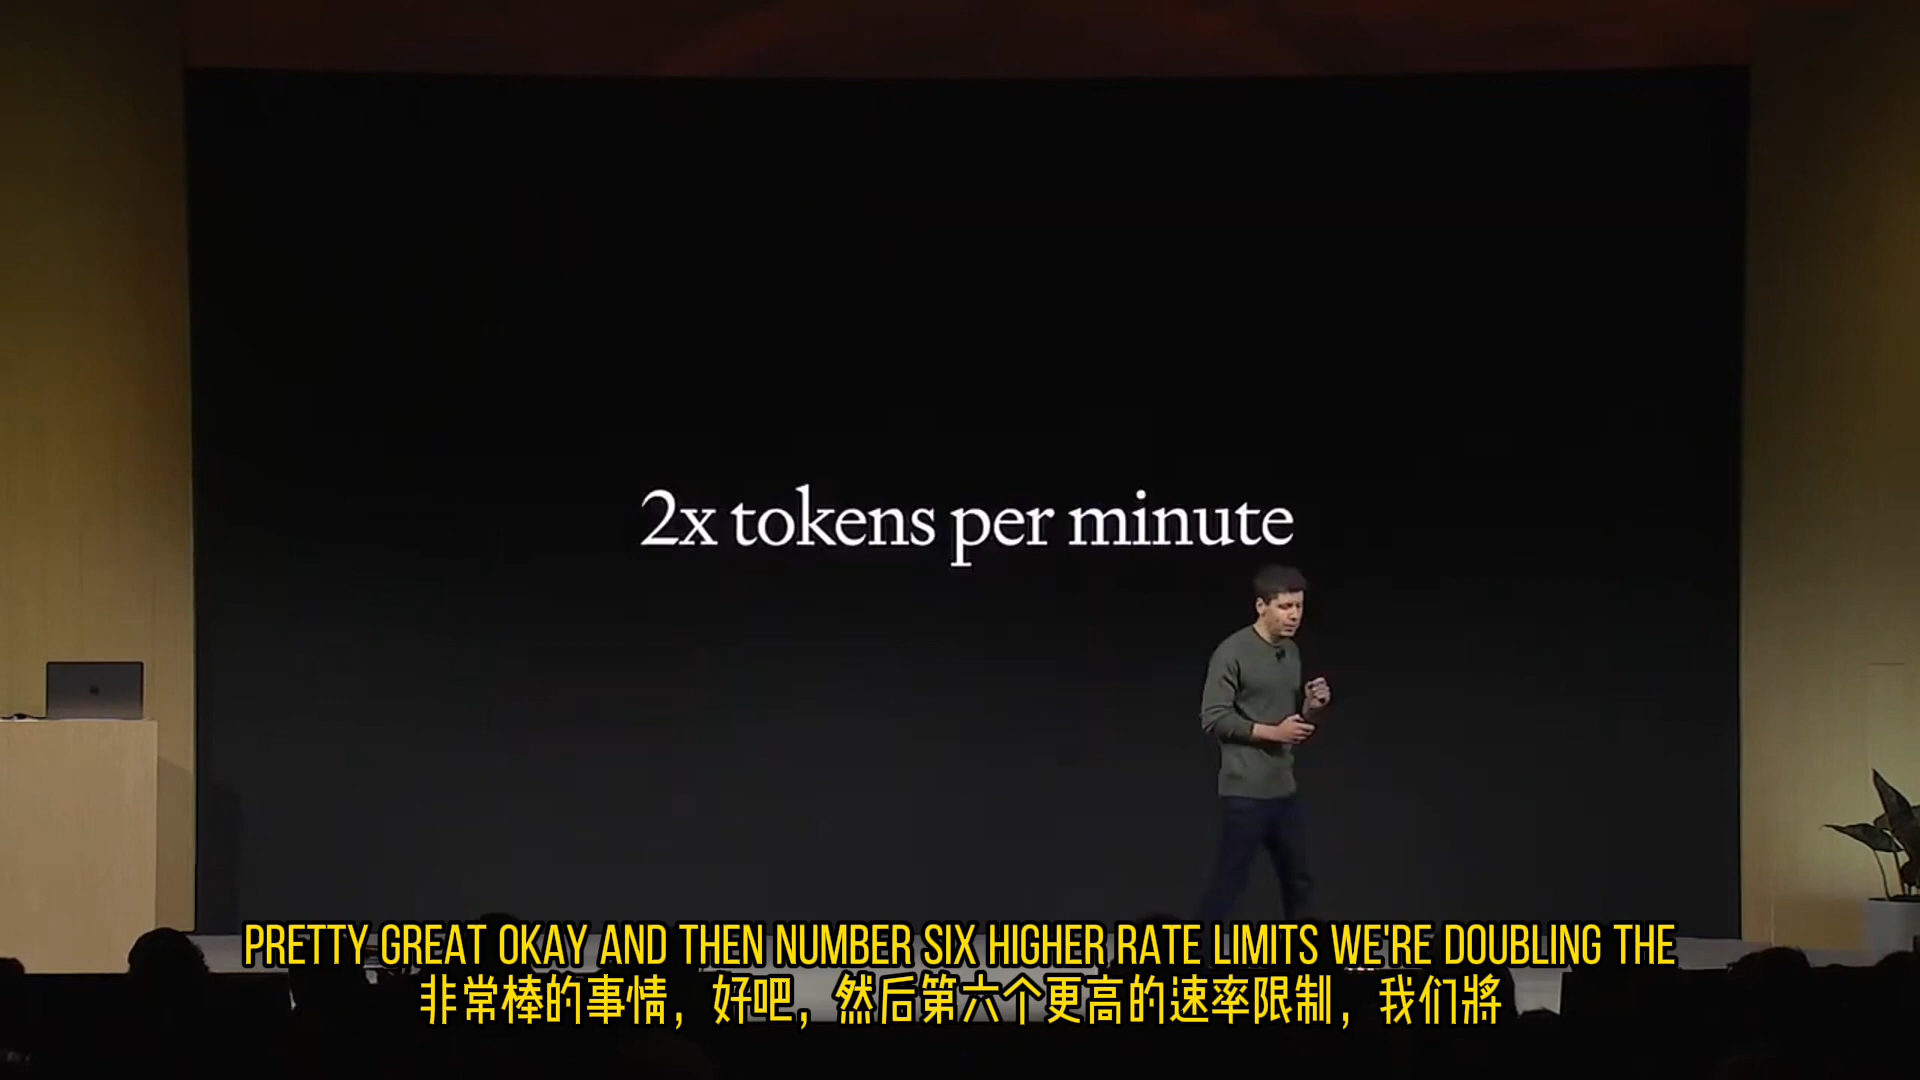 2x tokens per minute
PRETTY GREAT OKAY AND THEN NUMBER SIX HIGHER RATE LIMITS WE'RE DOUBLING THE
非常棒的事情，好吧，然后第六个更高的速率限制，我们將